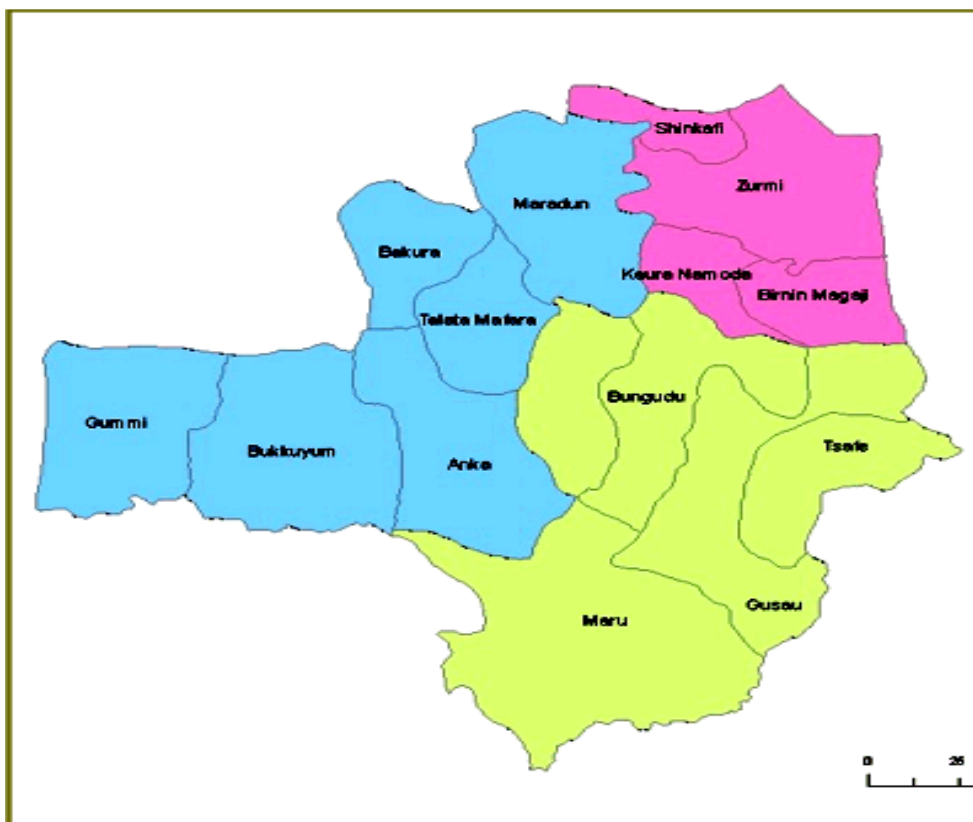 Shinkafi
Zurmi
Maradun
Bakura
Kaura Namoda
Birnin Magaji
Talata Mafara
Bungudu
Gummi
Tsafe
Bukkuyum
Anka
Gusau
Maru
0 25